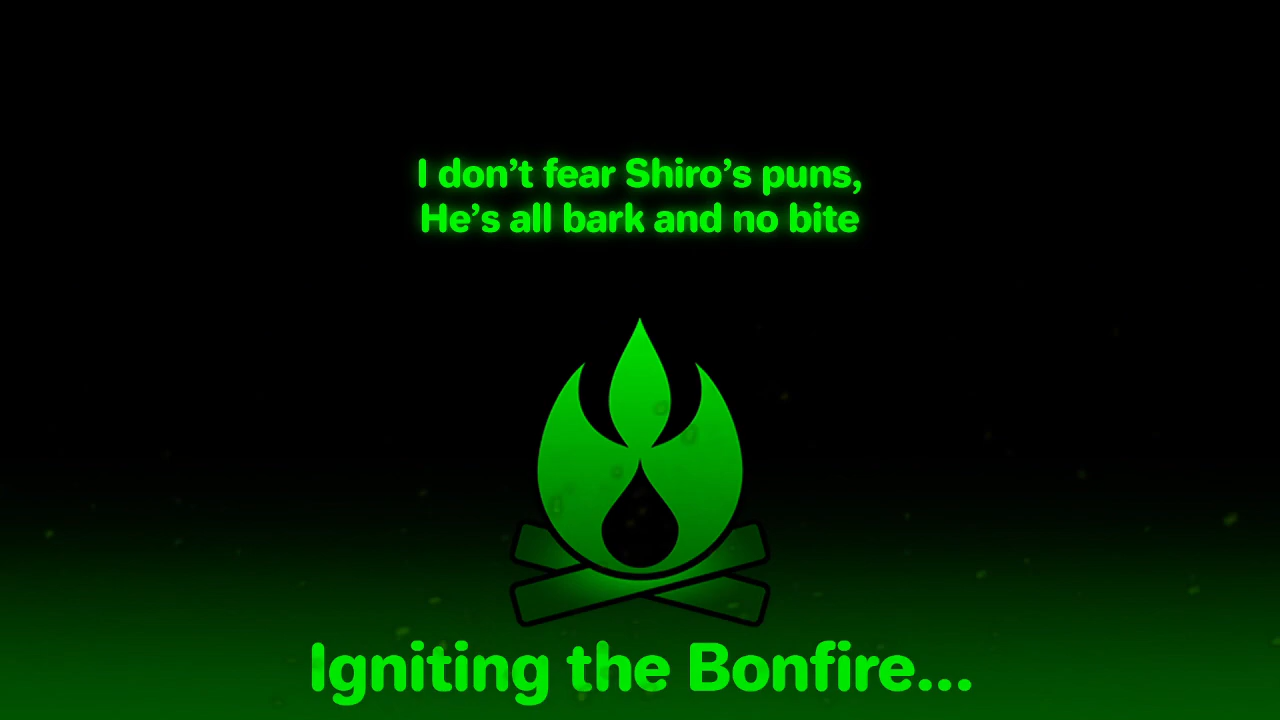 I don’t fear Shiro’s puns,
He’s all bark and no bite
Igniting the Bonfire...